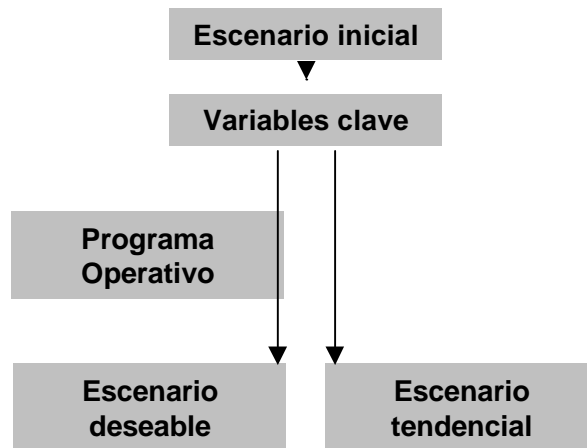 Escenario inicial
Variables clave
Programa
Operativo
Escenario
deseable
Escenario
tendencial